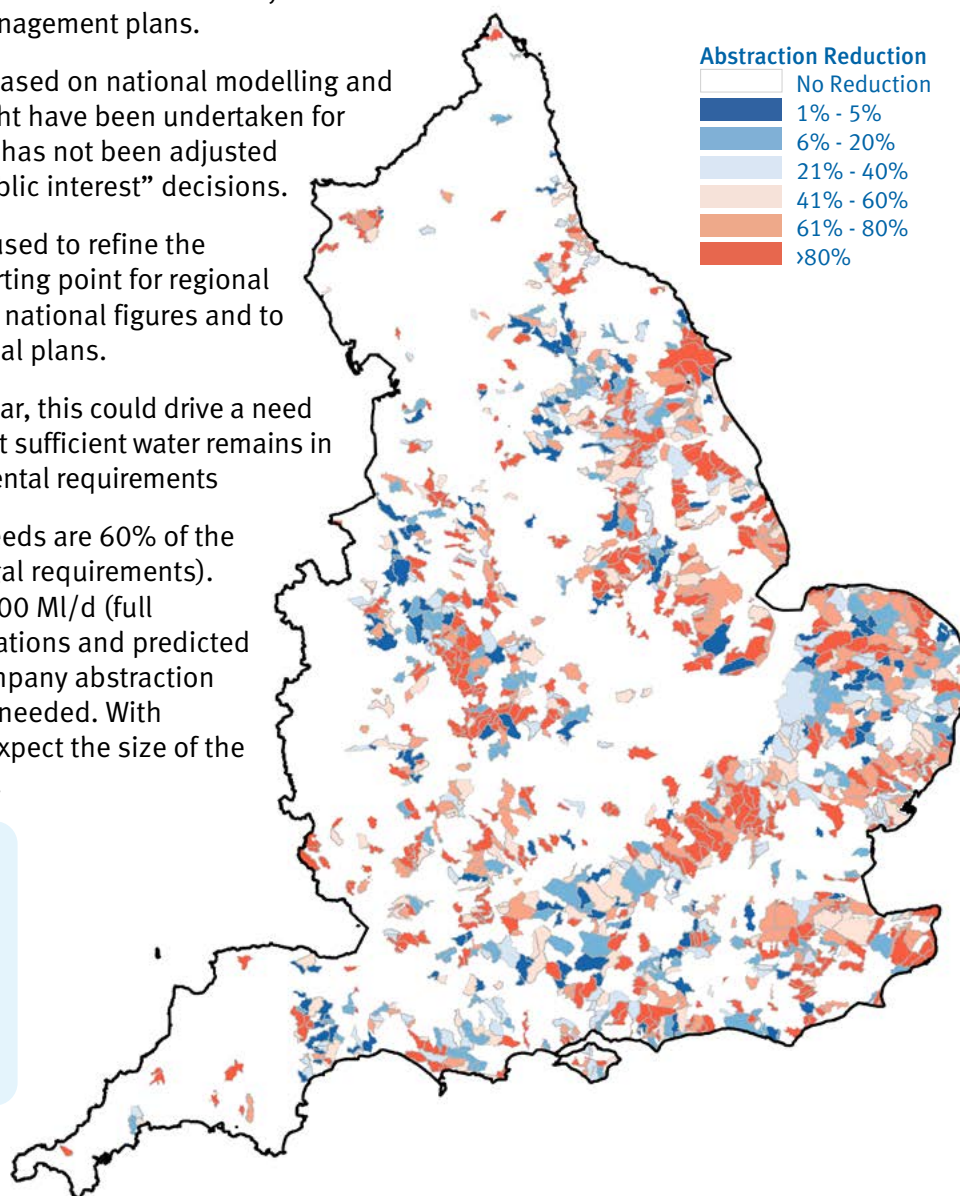 nagement plans.
ased on national modelling and
ht have been undertaken for
has not been adjusted
blic interest” decisions.
used to refine the
rting point for regional
national figures and to
al plans.
ar, this could drive a need
t sufficient water remains in
ental requirements
eeds are 60% of the
ral requirements).
00 Ml/d (full
ations and predicted
mpany abstraction
needed. With
xpect the size of the
Abstraction Reduction
No Reduction
1% - 5%
6% - 20%
21% - 40%
41% - 60%
61% - 80%
>80%